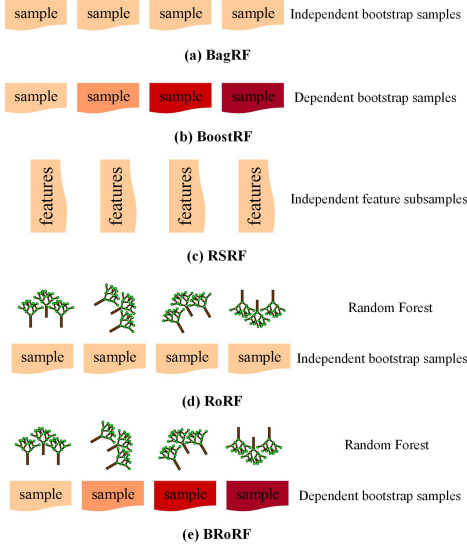 sample sample sample sample Independent bootstrap samples
(a) BagRF
sample sample sample sample Dependent bootstrap samples
(b) BoostRF
features features features features Independent feature subsamples
(c) RSRF
Random Forest
sample sample sample sample Independent bootstrap samples
(d) RoRF
Random Forest
sample sample sample sample Dependent bootstrap samples
(e) BRoRF